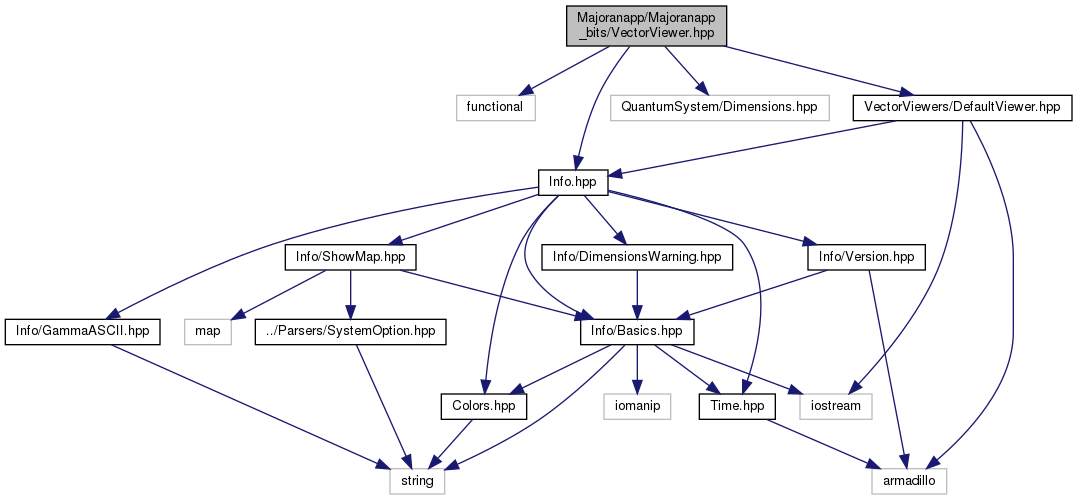 Majoranapp/Majoranapp
_bits/VectorViewer.hpp
functional
QuantumSystem/Dimensions.hpp
VectorViewers/DefaultViewer.hpp
Info.hpp
Info/ShowMap.hpp
Info/DimensionsWarning.hpp
Info/Version.hpp
Info/GammaASCII.hpp
map
../Parsers/SystemOption.hpp
Info/Basics.hpp
Colors.hpp
iomanip
Time.hpp
iostream
string
armadillo